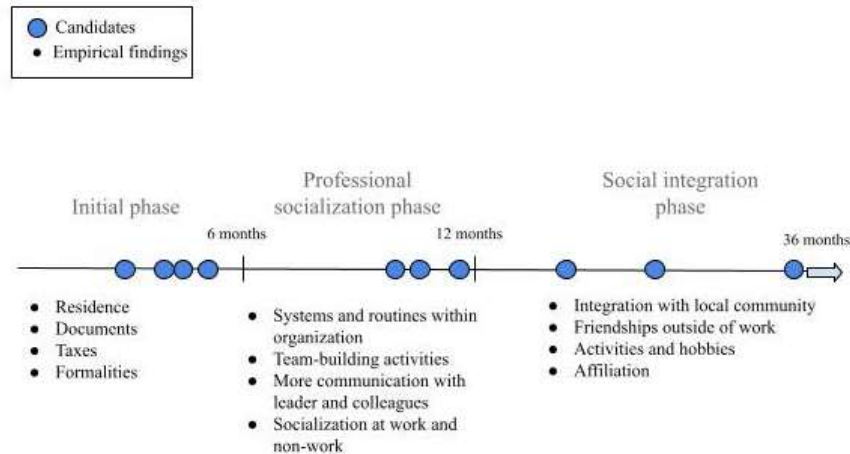 Candidates
● Empirical findings
Initial phase
Professional
socialization phase
Social integration
phase
6 months
12 months
36 months
● Residence
● Documents
● Taxes
● Formalities
● Systems and routines within
organization
● Team-building activities
● More communication with
leader and colleagues
● Socialization at work and
non-work
● Integration with local community
● Friendships outside of work
● Activities and hobbies
● Affiliation